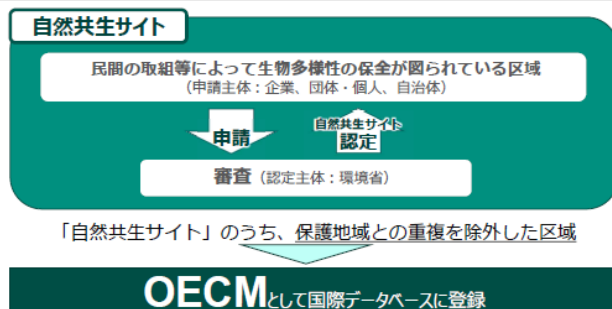 自然共生サイト
民間の取組等によって生物多様性の保全が図られている区域
(申請主体：企業、団体・個人、自治体)
申請
自然共生サイト
認定
審査（認定主体：環境省）
「自然共生サイト」のうち、保護地域との重複を除外した区域
OECMとして国際データベースに登録